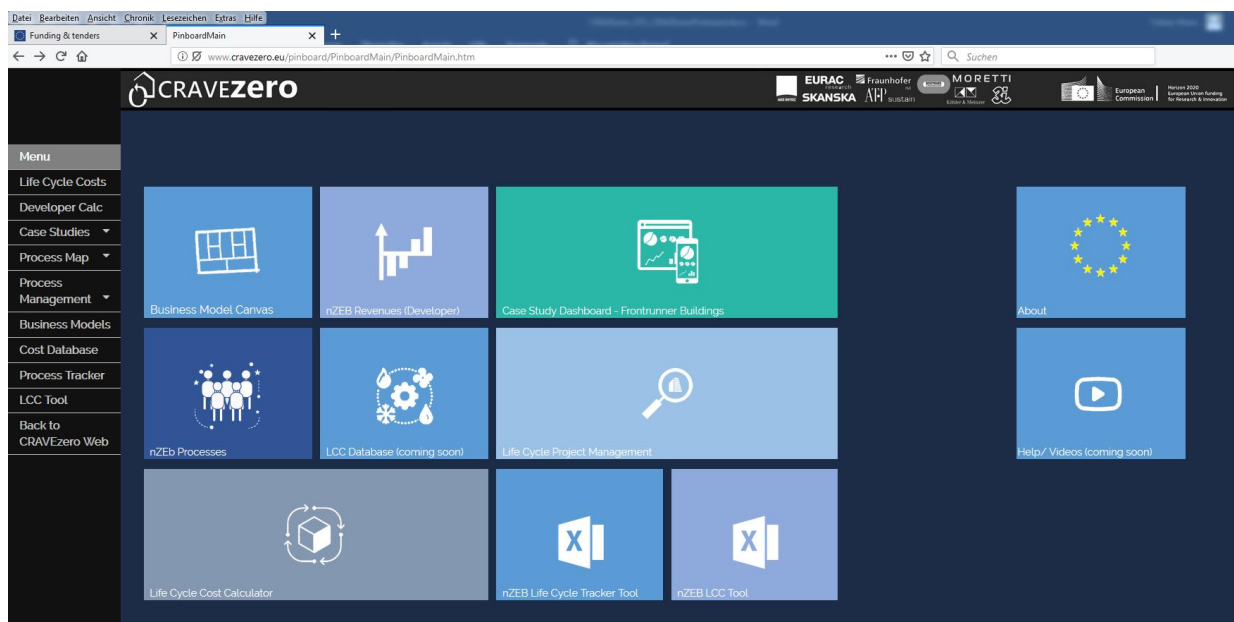 Datei Bearbeiten Ansicht Chronik Lesezeichen Extras Hilfe
Funding & tenders
PinboardMain
www.cravezero.eu/pinboard/PinboardMain/PinboardMain.htm
Suchen
CRAVEzero
EURAC
research
Fraunhofer
MORETTI
SKANSKA
ATP sustain
Köhler & Meinzer
European
Commission
Horizon 2020
European Union funding
for Research & Innovation
Menu
Life Cycle Costs
Developer Calc
Case Studies
Process Map
Process
Management
Business Models
Cost Database
Process Tracker
LCC Tool
Back to
CRAVEzero Web
Business Model Canvas
nZEB Revenues (Developer)
Case Study Dashboard - Frontrunner Buildings
About
nZEb Processes
LCC Database (coming soon)
Life Cycle Project Management
Help/ Videos (coming soon)
Life Cycle Cost Calculator
X
nZEB Life Cycle Tracker Tool
X
nZEB LCC Tool